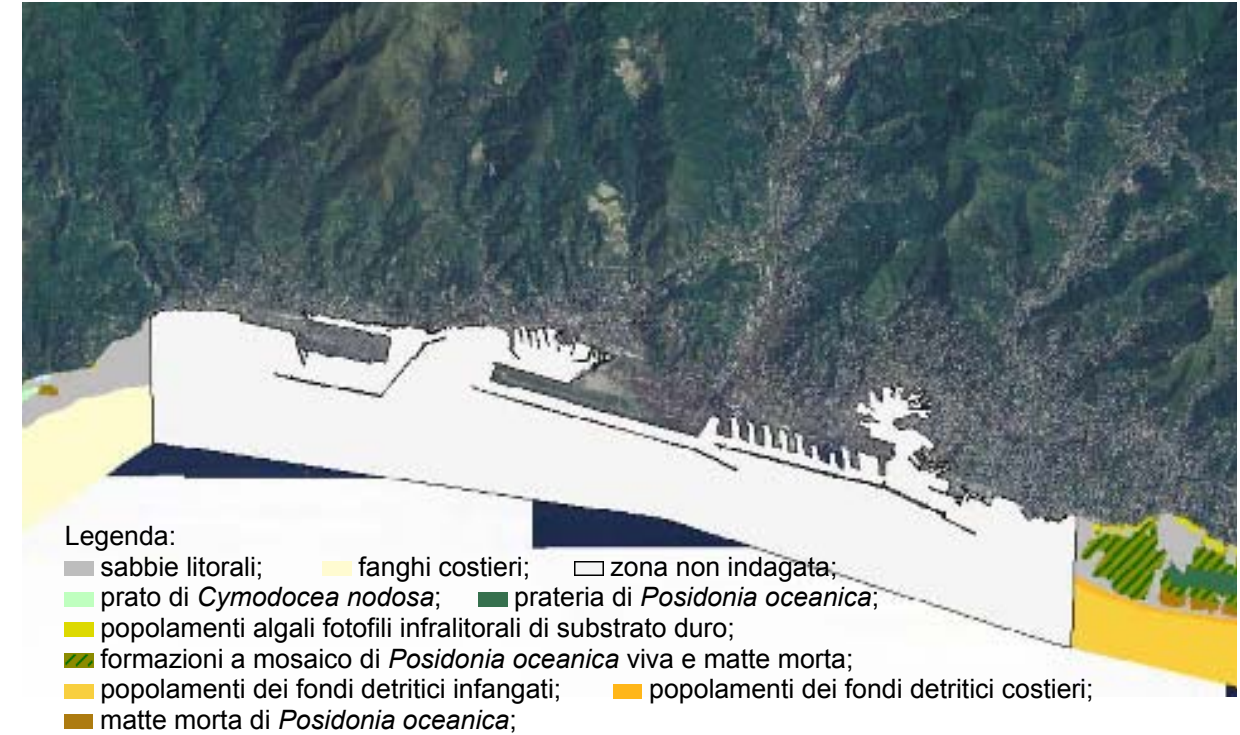 Legenda:
sabbie litorali; fanghi costieri; zona non indagata;
prato di Cymodocea nodosa; prateria di Posidonia oceanica;
popolamenti algali fotofili infralitorali di substrato duro;
formazioni a mosaico di Posidonia oceanica viva e matte morta;
popolamenti dei fondi detritici infangati; popolamenti dei fondi detritici costieri;
matte morta di Posidonia oceanica;